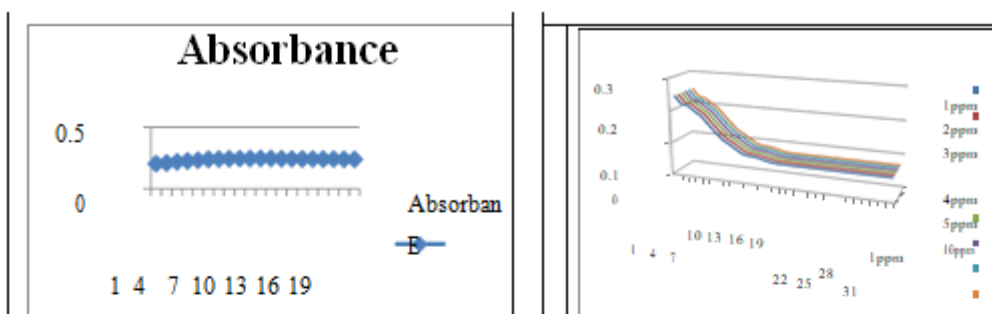 Absorbance
0.5
0
Absorban
E
1 4 7 10 13 16 19
0.3
0.2
0.1
0
1ppm
2ppm
3ppm
4ppm
5ppm
10ppm
1 4 7 10 13 16 19
22 25 28 31
1ppm